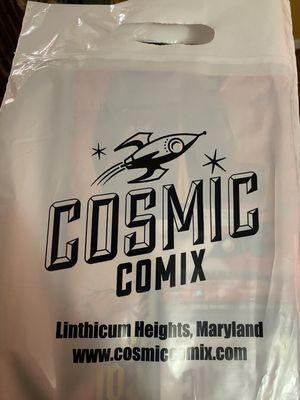 COSMIC
COMIX
Linthicum Heights, Maryland
www.cosmiccomix.com